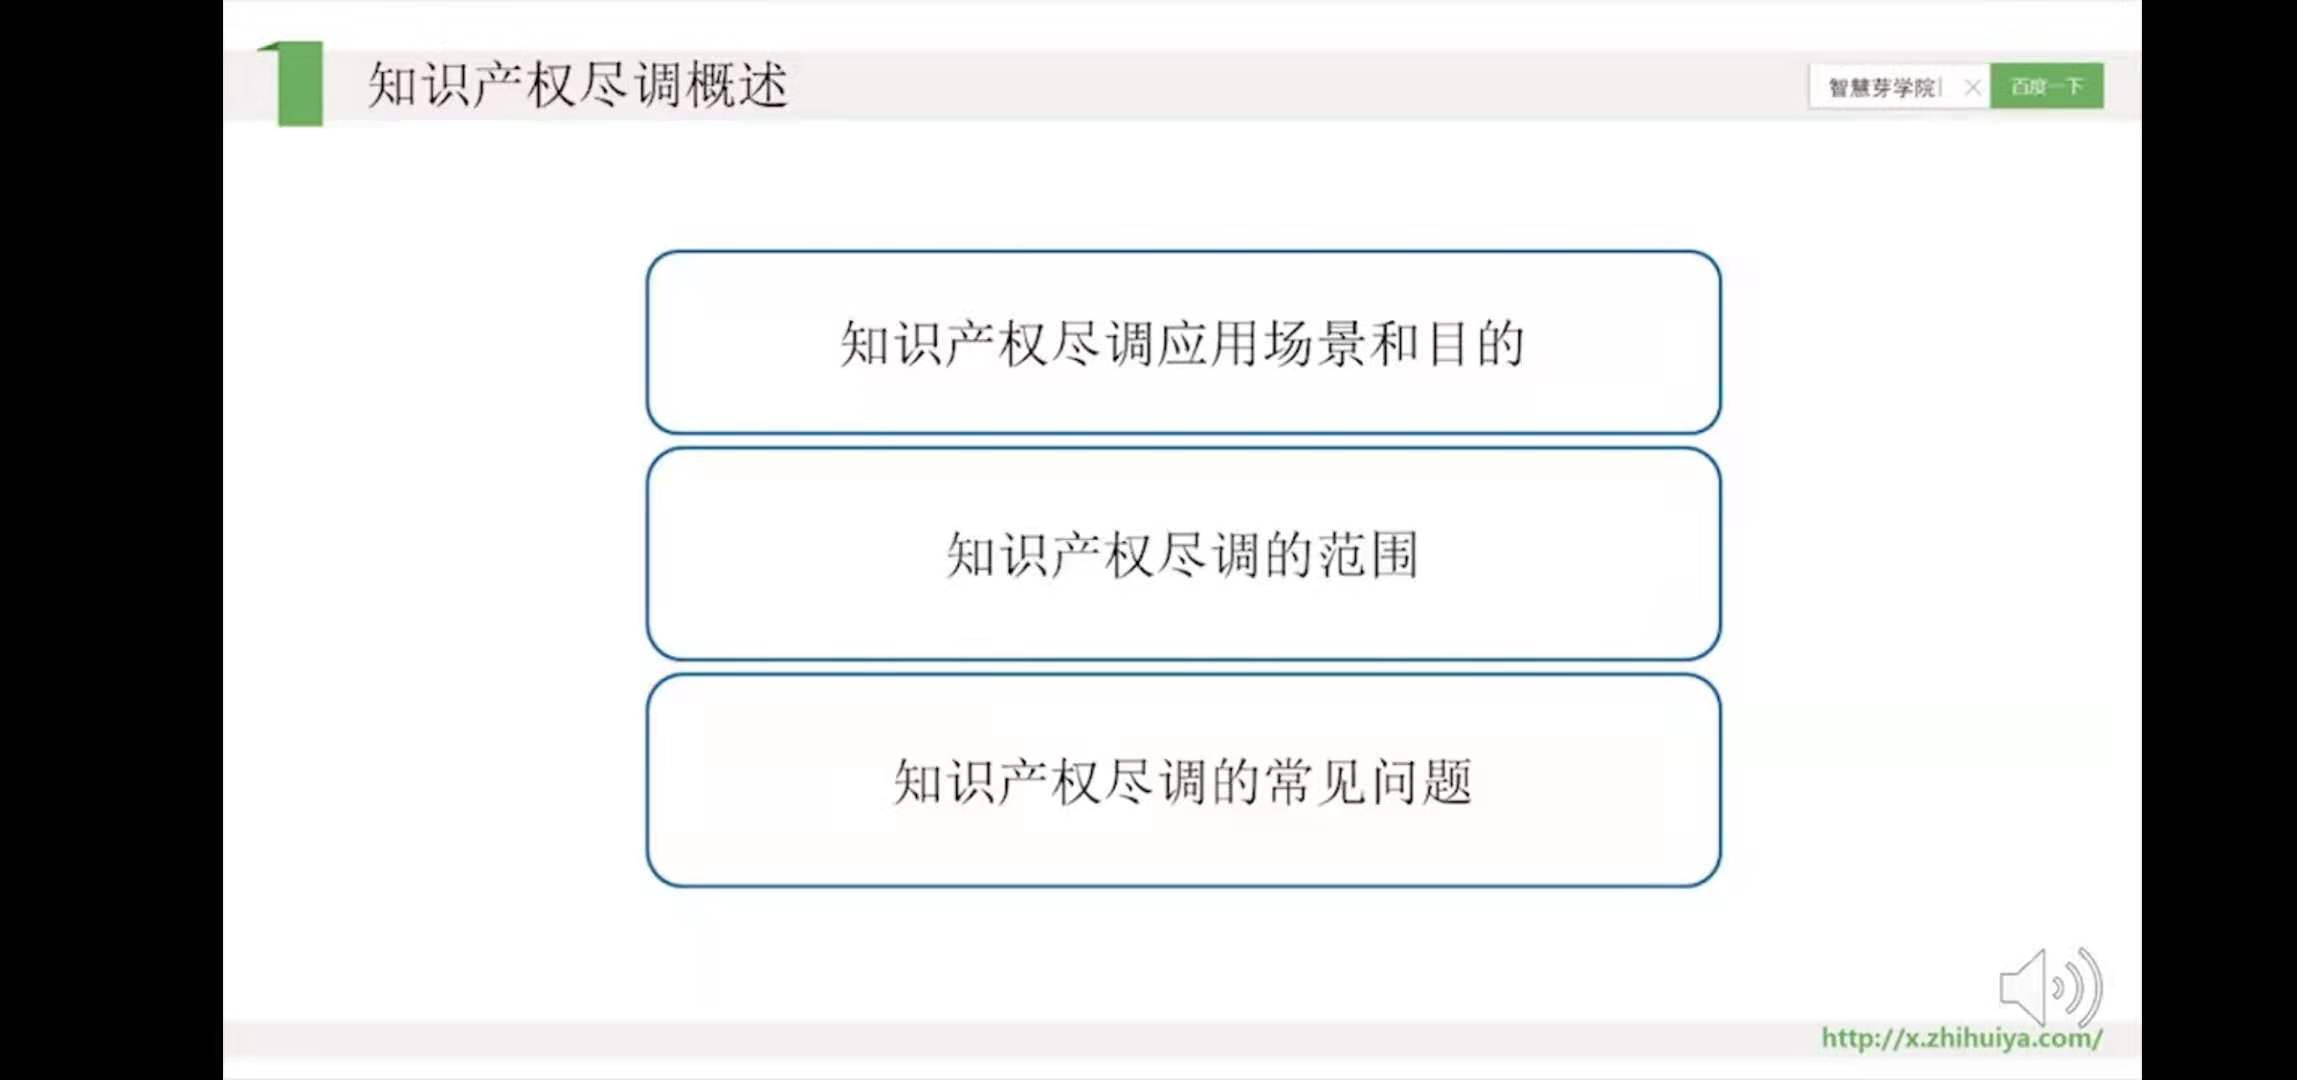 知识产权尽调概述
智慧芽学院
百度一下
知识产权尽调应用场景和目的
知识产权尽调的范围
知识产权尽调的常见问题
http://x.zhihuiya.com/